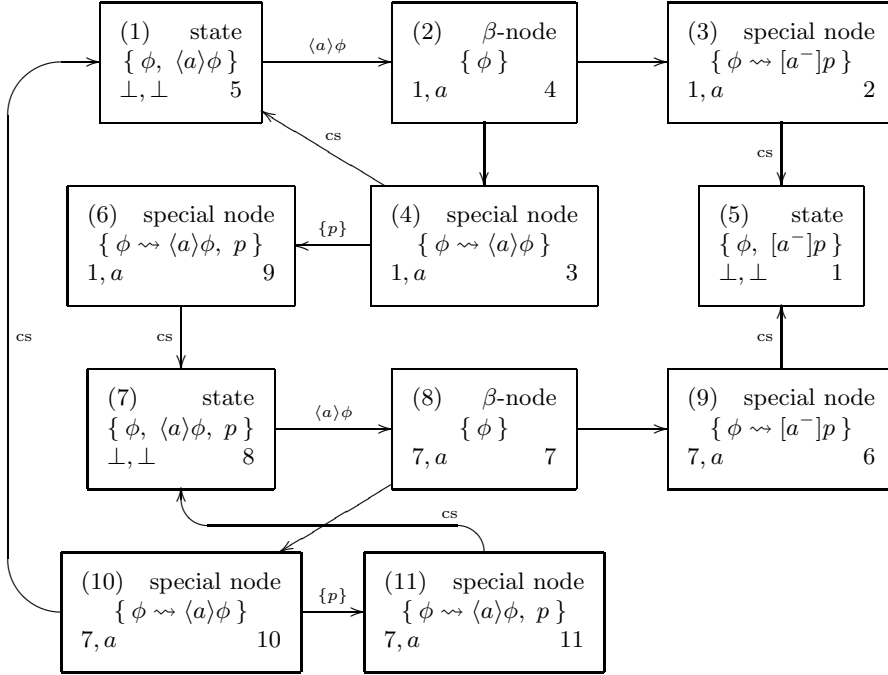 (1) state
{ ϕ, ⟨a⟩ϕ }
⊥, ⊥ 5
⟨a⟩ϕ
(2) β-node
{ ϕ }
1, a 4
(3) special node
{ ϕ ⇝ [a⁻]p }
1, a 2
cs
cs
(6) special node
{ ϕ ⇝ ⟨a⟩ϕ, p }
1, a 9
{p}
(4) special node
{ ϕ ⇝ ⟨a⟩ϕ }
1, a 3
(5) state
{ ϕ, [a⁻]p }
⊥, ⊥ 1
cs
cs
cs
(7) state
{ ϕ, ⟨a⟩ϕ, p }
⊥, ⊥ 8
⟨a⟩ϕ
(8) β-node
{ ϕ }
7, a 7
(9) special node
{ ϕ ⇝ [a⁻]p }
7, a 6
cs
(10) special node
{ ϕ ⇝ ⟨a⟩ϕ }
7, a 10
{p}
(11) special node
{ ϕ ⇝ ⟨a⟩ϕ, p }
7, a 11